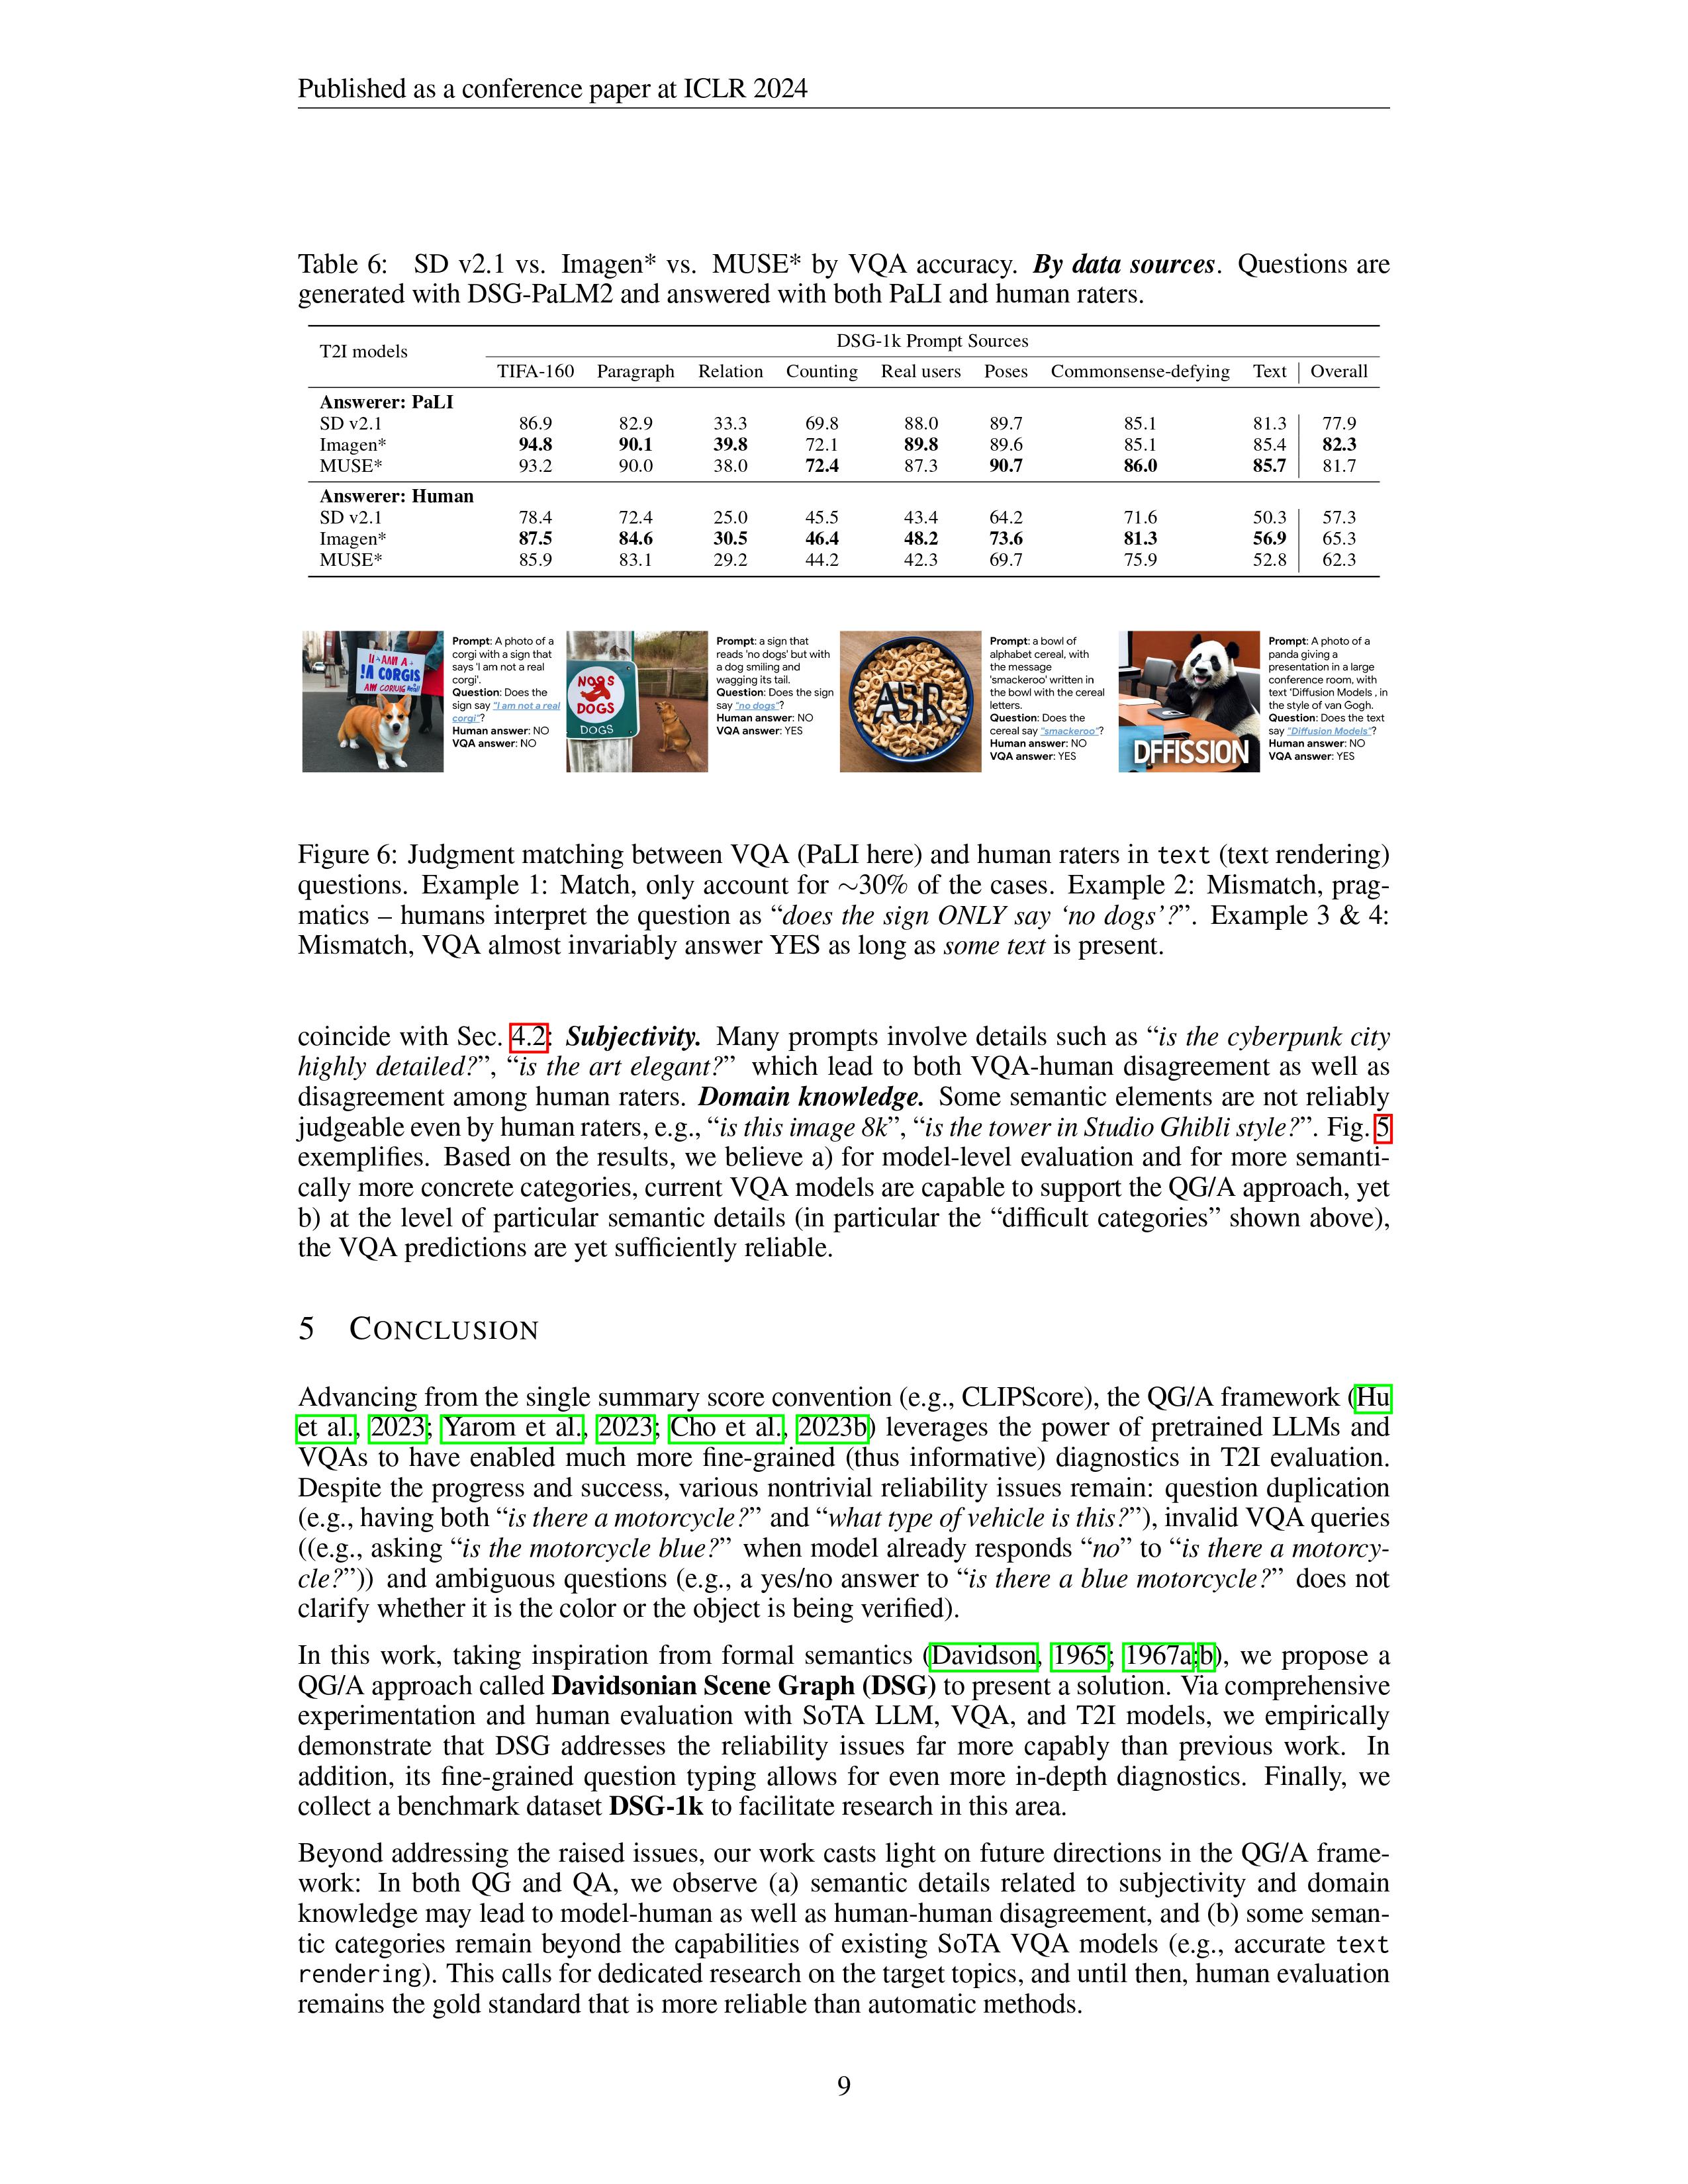 Published as a conference paper at ICLR 2024
Table 6: SD v2.1 vs. Imagen* vs. MUSE* by VQA accuracy. By data sources. Questions are
generated with DSG-PaLM2 and answered with both PaLI and human raters.
T2I models DSG-1k Prompt Sources
TIFA-160 Paragraph Relation Counting Real users Poses Commonsense-defying Text Overall
Answerer: PaLI
SD v2.1 86.9 82.9 33.3 69.8 88.0 89.7 85.1 81.3 77.9
Imagen* 94.8 90.1 39.8 72.1 89.8 89.6 85.1 85.4 82.3
MUSE* 93.2 90.0 38.0 72.4 87.3 90.7 86.0 85.7 81.7
Answerer: Human
SD v2.1 78.4 72.4 25.0 45.5 43.4 64.2 71.6 50.3 57.3
Imagen* 87.5 84.6 30.5 46.4 48.2 73.6 81.3 56.9 65.3
MUSE* 85.9 83.1 29.2 44.2 42.3 69.7 75.9 52.8 62.3
!A CORGIS
Prompt: A photo of a
corgi with a sign that
says 'I am not a real
corgi'.
Question: Does the
sign say "I am not a real
corgi"?
Human answer: NO
VQA answer: NO
DOGS
DOGS
Prompt: a sign that
reads 'no dogs' but with
a dog smiling and
wagging its tail.
Question: Does the sign
say "no dogs"?
Human answer: NO
VQA answer: YES
ASR
Prompt: a bowl of
alphabet cereal, with
the message
'smackeroo' written in
the bowl with the cereal
letters.
Question: Does the
cereal say "smackeroo"?
Human answer: NO
VQA answer: YES
DFFISSION
Prompt: A photo of a
panda giving a
presentation in a large
conference room, with
text 'Diffusion Models , in
the style of van Gogh.
Question: Does the text
say "Diffusion Models"?
Human answer: NO
VQA answer: YES
Figure 6: Judgment matching between VQA (PaLI here) and human raters in text (text rendering)
questions. Example 1: Match, only account for ~30% of the cases. Example 2: Mismatch, prag-
matics – humans interpret the question as “does the sign ONLY say ‘no dogs’?”. Example 3 & 4:
Mismatch, VQA almost invariably answer YES as long as some text is present.
coincide with Sec. 4.2: Subjectivity. Many prompts involve details such as “is the cyberpunk city
highly detailed?”, “is the art elegant?” which lead to both VQA-human disagreement as well as
disagreement among human raters. Domain knowledge. Some semantic elements are not reliably
judgeable even by human raters, e.g., “is this image 8k”, “is the tower in Studio Ghibli style?”. Fig. 5
exemplifies. Based on the results, we believe a) for model-level evaluation and for more semanti-
cally more concrete categories, current VQA models are capable to support the QG/A approach, yet
b) at the level of particular semantic details (in particular the “difficult categories” shown above),
the VQA predictions are yet sufficiently reliable.
5 CONCLUSION
Advancing from the single summary score convention (e.g., CLIPScore), the QG/A framework (Hu
et al., 2023; Yarom et al., 2023; Cho et al., 2023b) leverages the power of pretrained LLMs and
VQAs to have enabled much more fine-grained (thus informative) diagnostics in T2I evaluation.
Despite the progress and success, various nontrivial reliability issues remain: question duplication
(e.g., having both “is there a motorcycle?” and “what type of vehicle is this?”), invalid VQA queries
((e.g., asking “is the motorcycle blue?” when model already responds “no” to “is there a motorcy-
cle?”)) and ambiguous questions (e.g., a yes/no answer to “is there a blue motorcycle?” does not
clarify whether it is the color or the object is being verified).
In this work, taking inspiration from formal semantics (Davidson, 1965; 1967a;b), we propose a
QG/A approach called Davidsonian Scene Graph (DSG) to present a solution. Via comprehensive
experimentation and human evaluation with SoTA LLM, VQA, and T2I models, we empirically
demonstrate that DSG addresses the reliability issues far more capably than previous work. In
addition, its fine-grained question typing allows for even more in-depth diagnostics. Finally, we
collect a benchmark dataset DSG-1k to facilitate research in this area.
Beyond addressing the raised issues, our work casts light on future directions in the QG/A frame-
work: In both QG and QA, we observe (a) semantic details related to subjectivity and domain
knowledge may lead to model-human as well as human-human disagreement, and (b) some seman-
tic categories remain beyond the capabilities of existing SoTA VQA models (e.g., accurate text
rendering). This calls for dedicated research on the target topics, and until then, human evaluation
remains the gold standard that is more reliable than automatic methods.
9